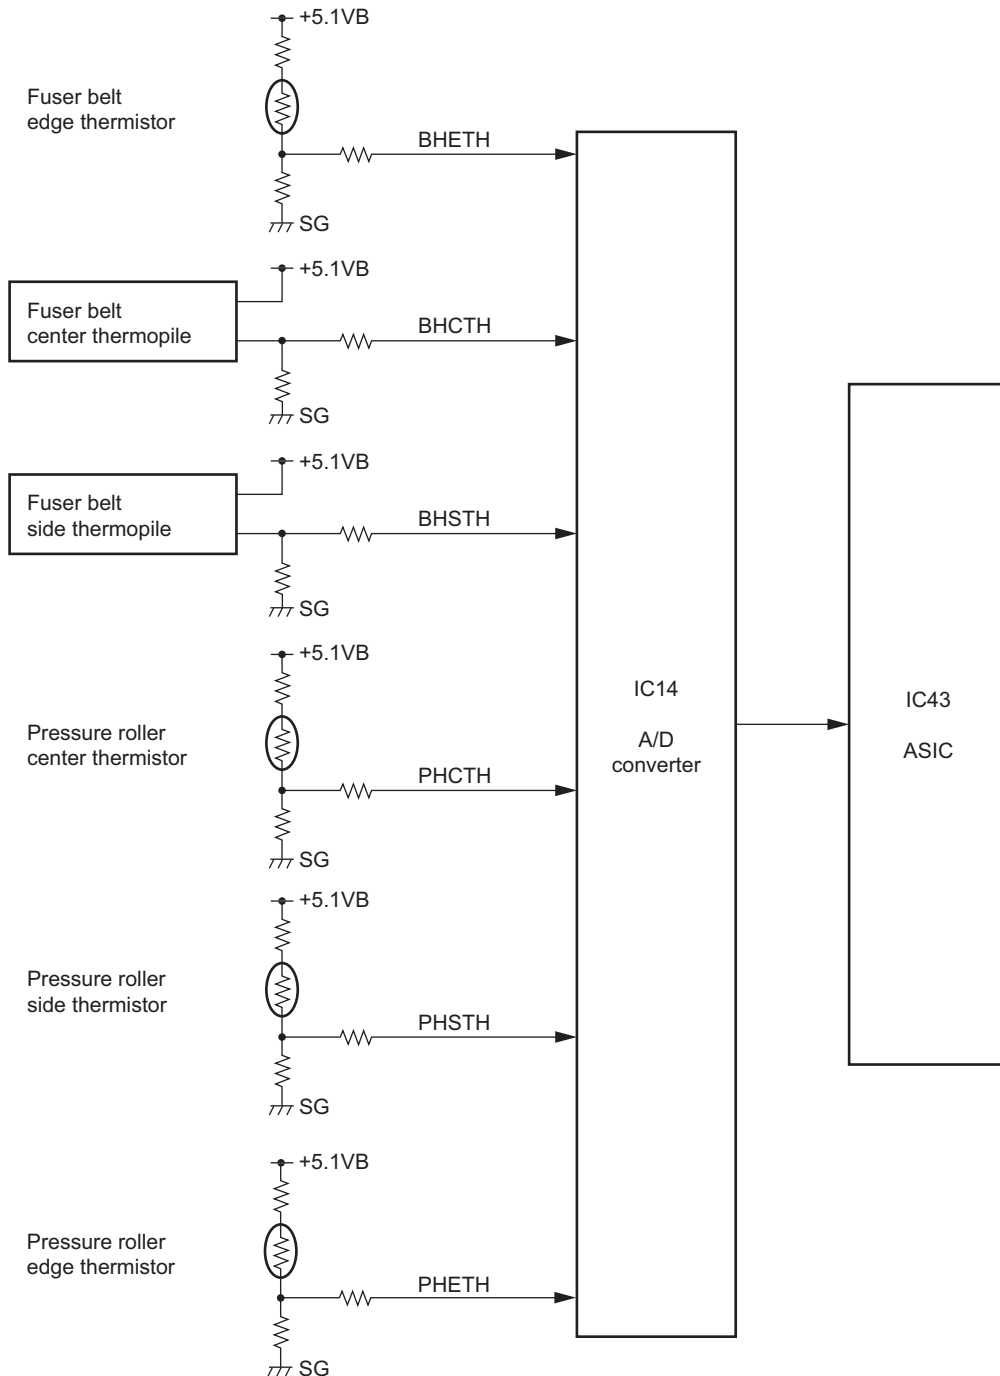 +5.1VB
Fuser belt
edge thermistor
BHETH
SG
+5.1VB
Fuser belt
center thermopile
BHCTH
SG
+5.1VB
Fuser belt
side thermopile
BHSTH
SG
+5.1VB
Pressure roller
center thermistor
PHCTH
SG
+5.1VB
Pressure roller
side thermistor
PHSTH
SG
+5.1VB
Pressure roller
edge thermistor
PHETH
SG
IC14
A/D
converter
IC43
ASIC